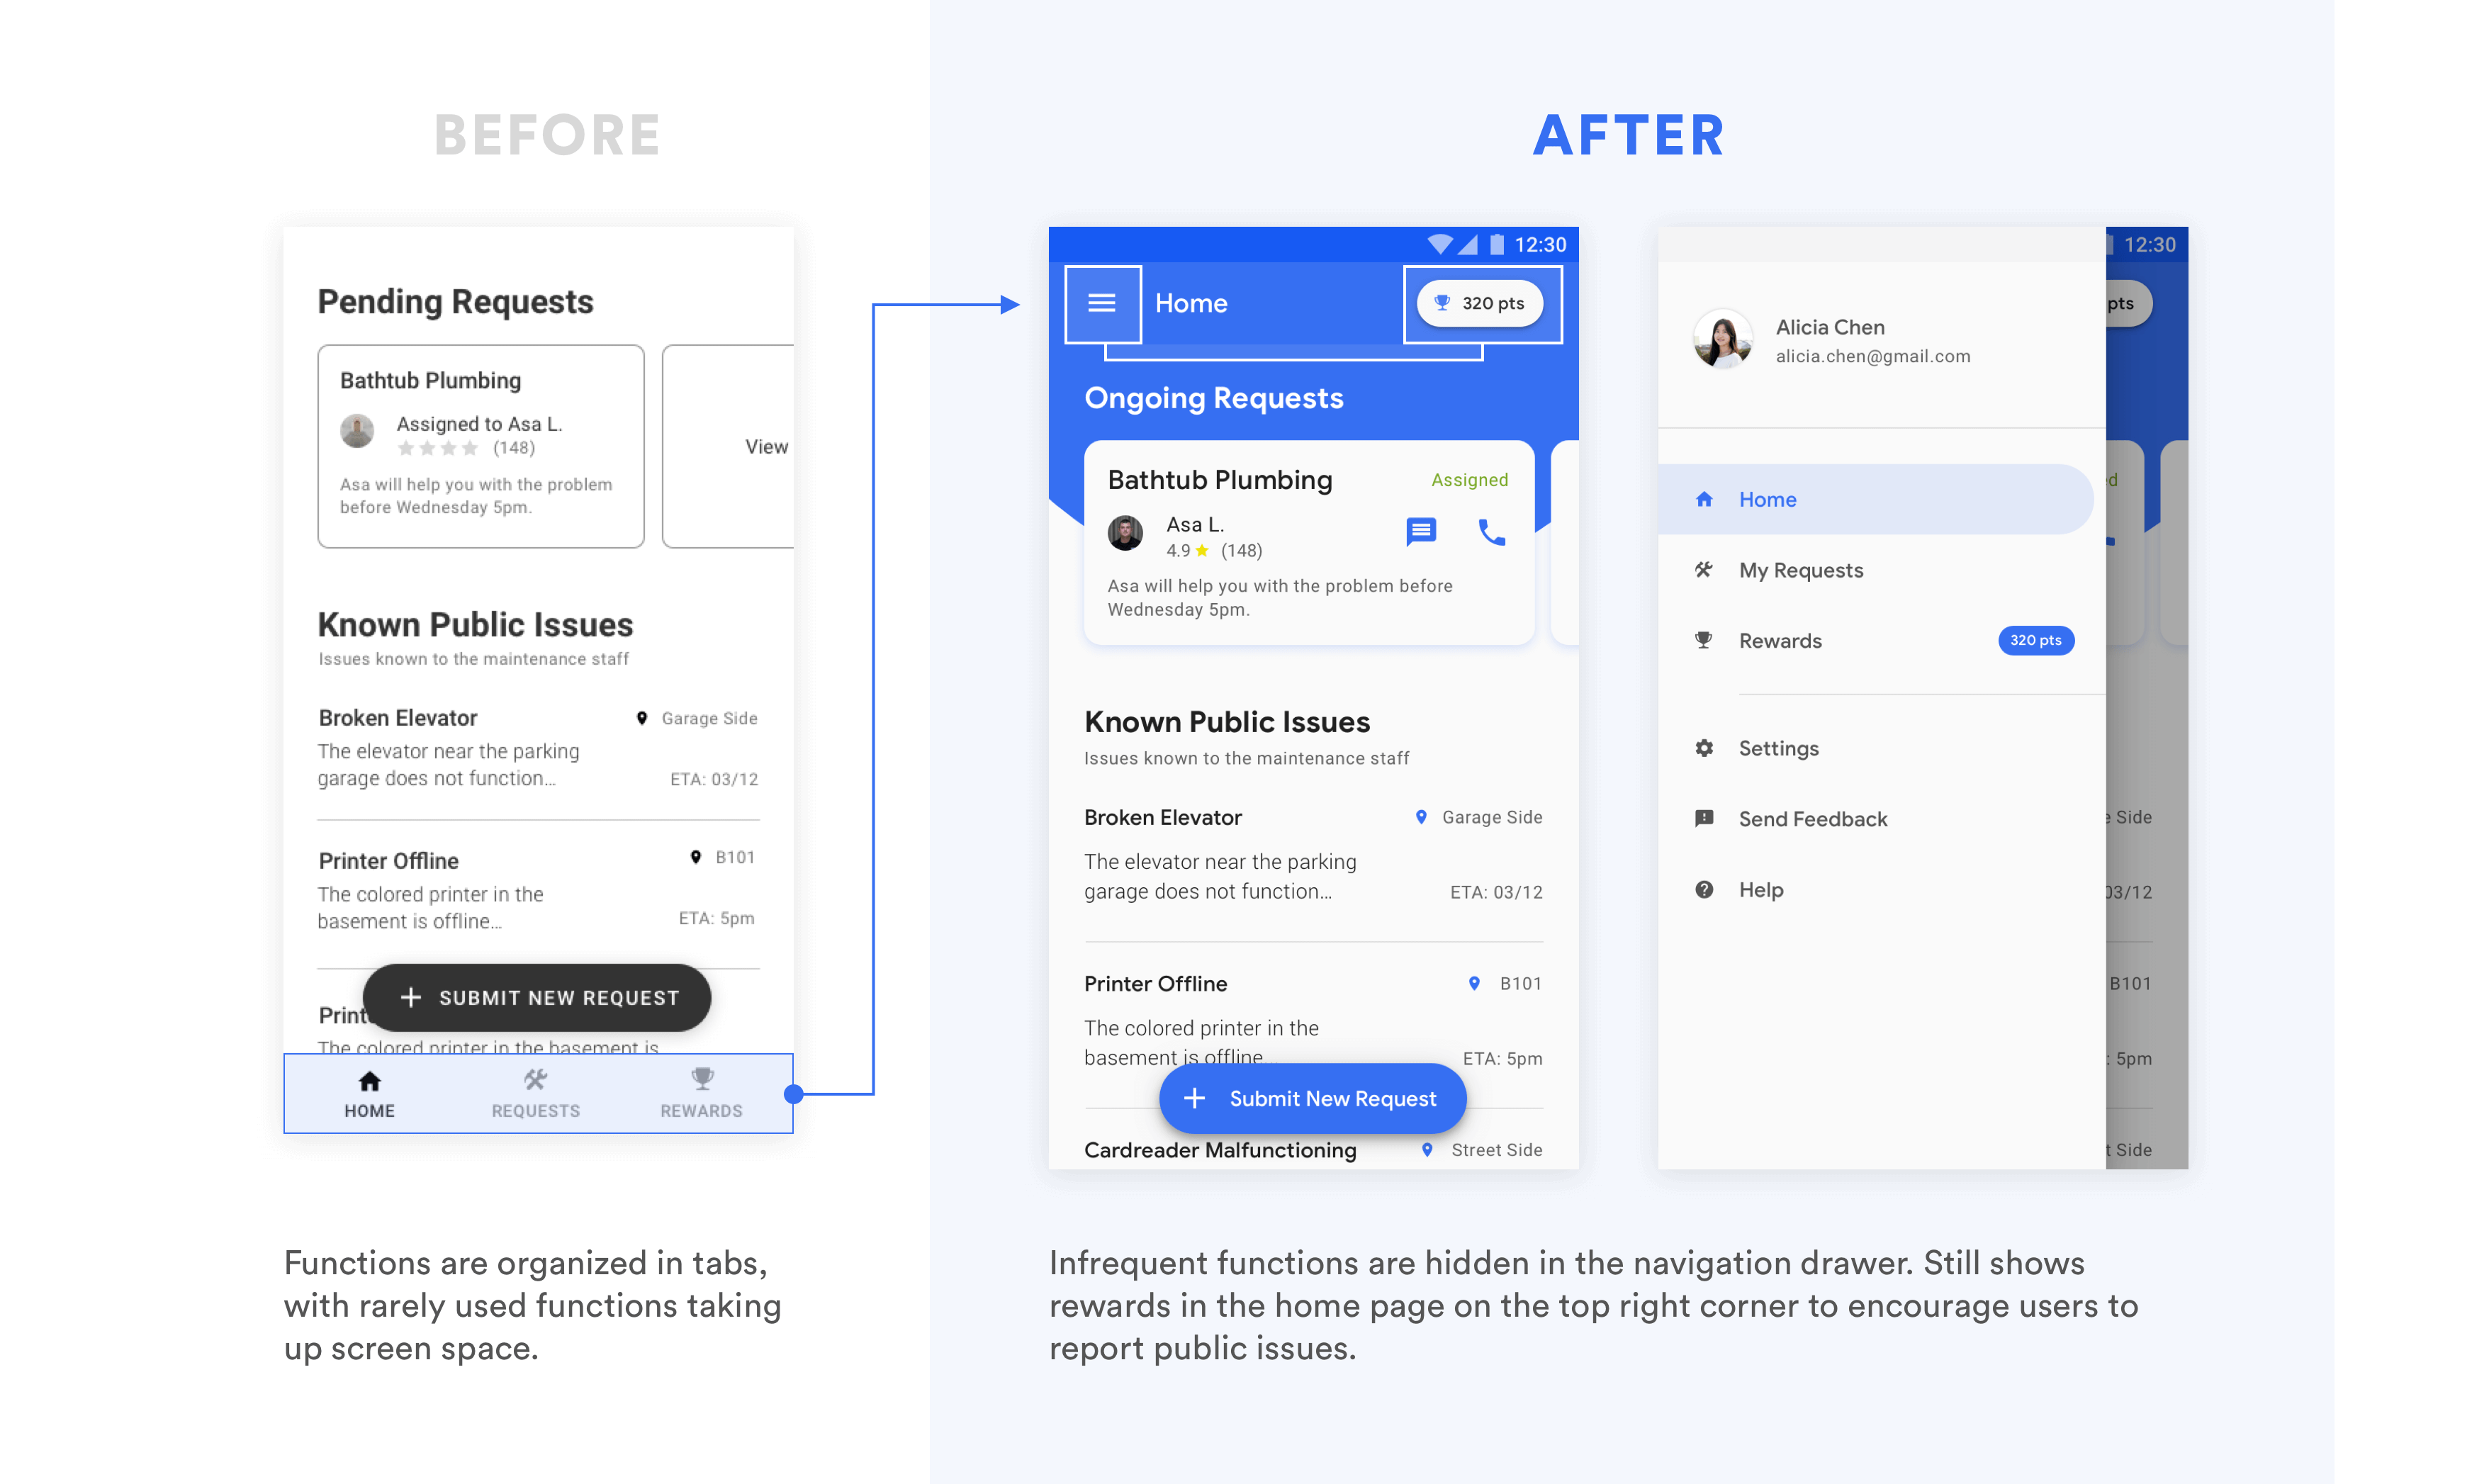 BEFORE
Pending Requests
Bathtub Plumbing
Assigned to Asa L.
(148)
Asa will help you with the problem
before Wednesday 5pm.
View
Known Public Issues
Issues known to the maintenance staff
Broken Elevator
Garage Side
The elevator near the parking
garage does not function...
ETA: 03/12
Printer Offline
B101
The colored printer in the
basement is offline...
ETA: 5pm
SUBMIT NEW REQUEST
Print
The colored printer in the basement is
HOME
REQUESTS
REWARDS
Functions are organized in tabs,
with rarely used functions taking
up screen space.
AFTER
12:30
Home
320 pts
Ongoing Requests
Bathtub Plumbing
Assigned
Asa L.
4.9 (148)
Asa will help you with the problem before
Wednesday 5pm.
Known Public Issues
Issues known to the maintenance staff
Broken Elevator
Garage Side
The elevator near the parking
garage does not function...
ETA: 03/12
Printer Offline
B101
The colored printer in the
basement is offline...
ETA: 5pm
Submit New Request
Cardreader Malfunctioning
Street Side
12:30
pts
Alicia Chen
alicia.chen@gmail.com
Home
ed
My Requests
Rewards
320 pts
Settings
Send Feedback
e Side
Help
03/12
B101
: 5pm
t Side
Infrequent functions are hidden in the navigation drawer. Still shows
rewards in the home page on the top right corner to encourage users to
report public issues.